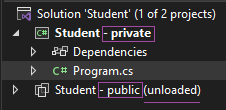 Solution 'Student' (1 of 2 projects)
C# Student - private
Dependencies
C# Program.cs
Student - public (unloaded)